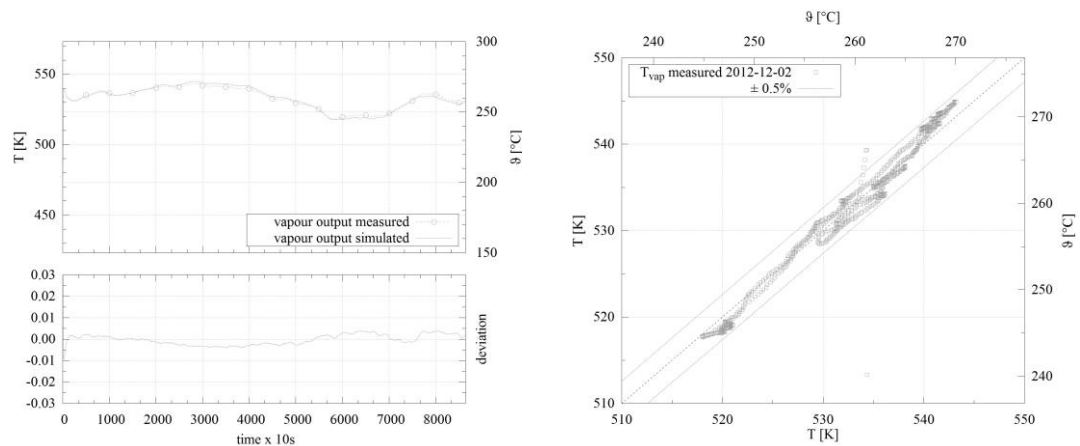 550
500
450
T [K]
300
250
200
150
ϑ [°C]
vapour output measured
vapour output simulated
0.03
0.02
0.01
0.00
-0.01
-0.02
-0.03
deviation
0 1000 2000 3000 4000 5000 6000 7000 8000
time x 10s
ϑ [°C]
240 250 260 270
550
540
530
520
510
T [K]
T_vap measured 2012-12-02
± 0.5%
270
260
250
240
ϑ [°C]
510 520 530 540 550
T [K]